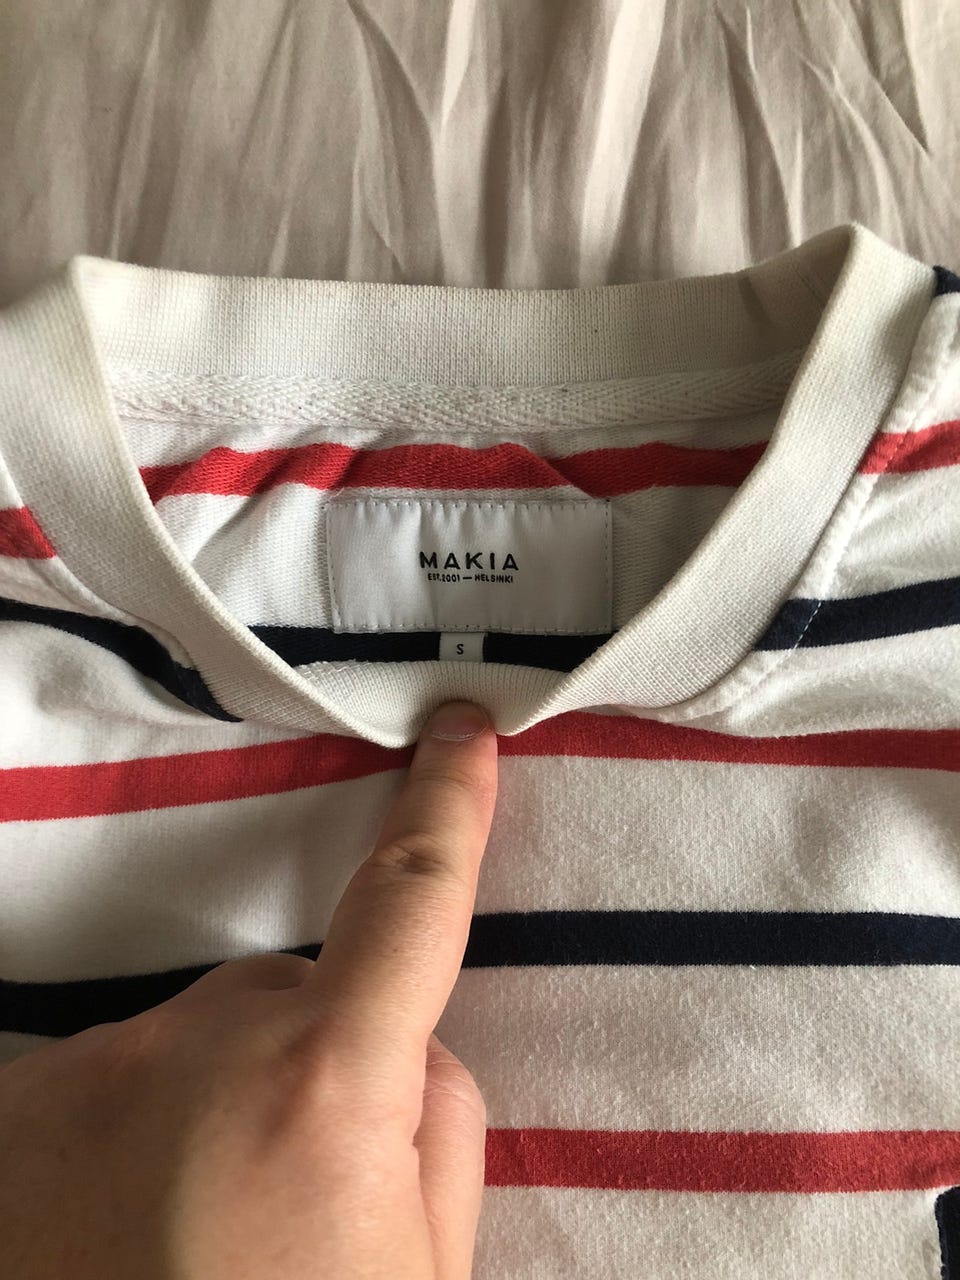 MAKIA
EST.2001 — HELSINKI
S